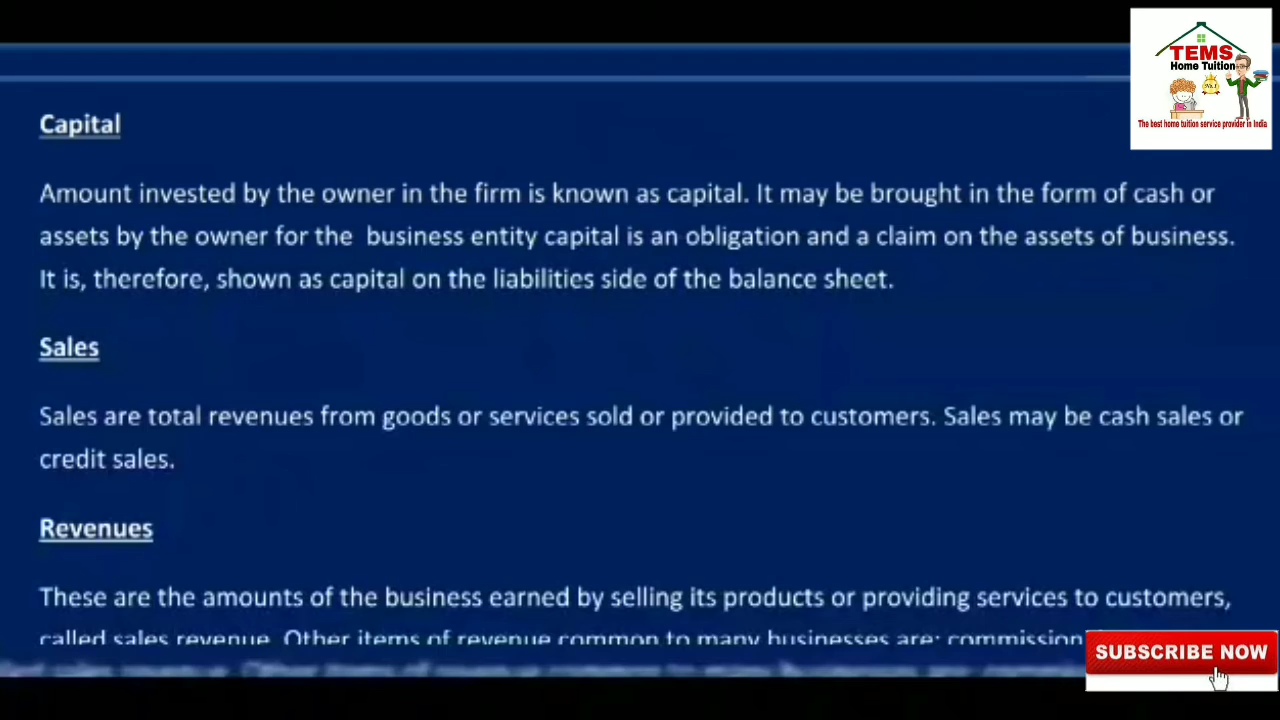 TEMS
Home Tuition
No.1
The best home tuition service provider in India
Capital
Amount invested by the owner in the firm is known as capital. It may be brought in the form of cash or
assets by the owner for the business entity capital is an obligation and a claim on the assets of business.
It is, therefore, shown as capital on the liabilities side of the balance sheet.
Sales
Sales are total revenues from goods or services sold or provided to customers. Sales may be cash sales or
credit sales.
Revenues
These are the amounts of the business earned by selling its products or providing services to customers,
called sales revenue. Other items of revenue common to many businesses are: commission
SUBSCRIBE NOW